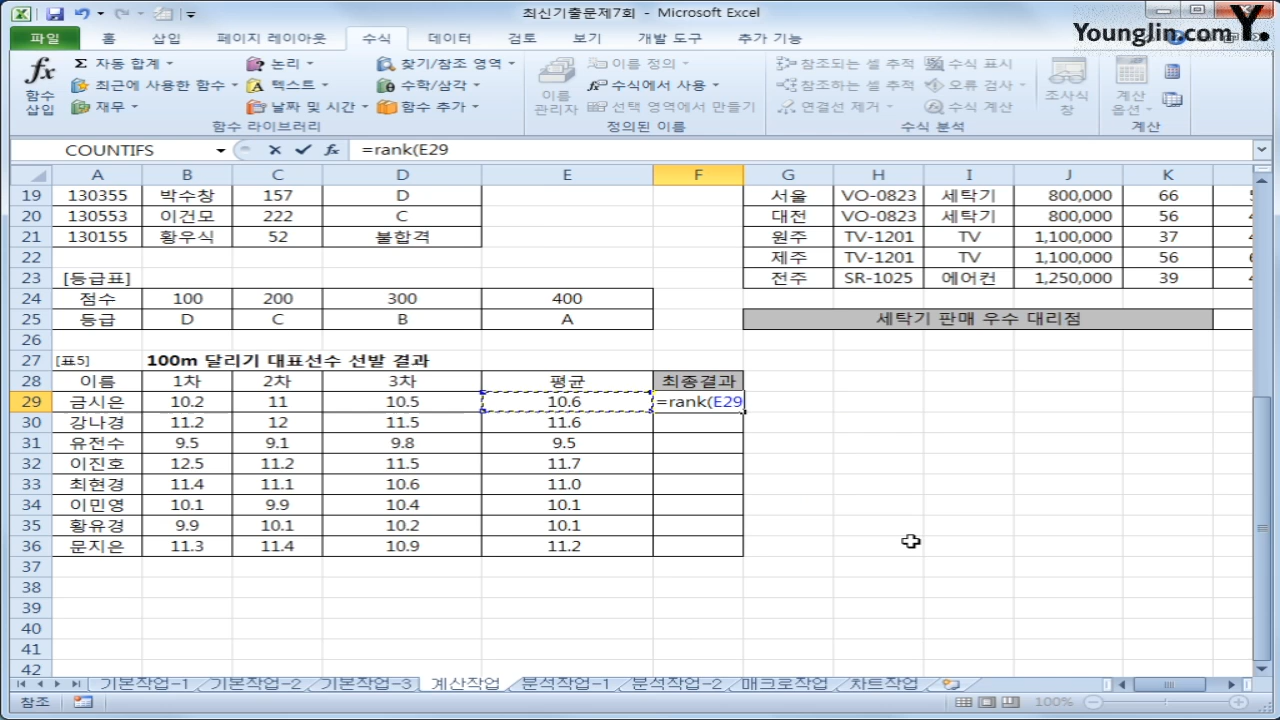 최신기출문제7회 - Microsoft Excel
YoungJin.com Y.
파일 홈 삽입 페이지 레이아웃 수식 데이터 검토 보기 개발 도구 추가 기능
fx 함수 삽입
Σ 자동 합계 논리 찾기/참조 영역
최근에 사용한 함수 텍스트 수학/삼각
재무 날짜 및 시간 함수 추가
함수 라이브러리
이름 관리자
이름 정의
수식에서 사용
선택 영역에서 만들기
정의된 이름
참조되는 셀 추적 수식 표시
참조하는 셀 추적 오류 검사
연결선 제거 수식 계산
수식 분석
조사식 창
계산 옵션
계산
COUNTIFS fx =rank(E29
A B C D E F G H I J K
19 130355 박수창 157 D 서울 VO-0823 세탁기 800,000 66
20 130553 이건모 222 C 대전 VO-0823 세탁기 800,000 56
21 130155 황우식 52 불합격 원주 TV-1201 TV 1,100,000 37
22 제주 TV-1201 TV 1,100,000 56
23 [등급표] 전주 SR-1025 에어컨 1,250,000 39
24 점수 100 200 300 400
25 등급 D C B A 세탁기 판매 우수 대리점
26
27 [표5] 100m 달리기 대표선수 선발 결과
28 이름 1차 2차 3차 평균 최종결과
29 금시은 10.2 11 10.5 10.6 =rank(E29
30 강나경 11.2 12 11.5 11.6
31 유전수 9.5 9.1 9.8 9.5
32 이진호 12.5 11.2 11.5 11.7
33 최현경 11.4 11.1 10.6 11.0
34 이민영 10.1 9.9 10.4 10.1
35 황유경 9.9 10.1 10.2 10.1
36 문지은 11.3 11.4 10.9 11.2
37
38
39
40
41
42
기본작업-1 기본작업-2 기본작업-3 계산작업 분석작업-1 분석작업-2 매크로작업 차트작업
참조 100%